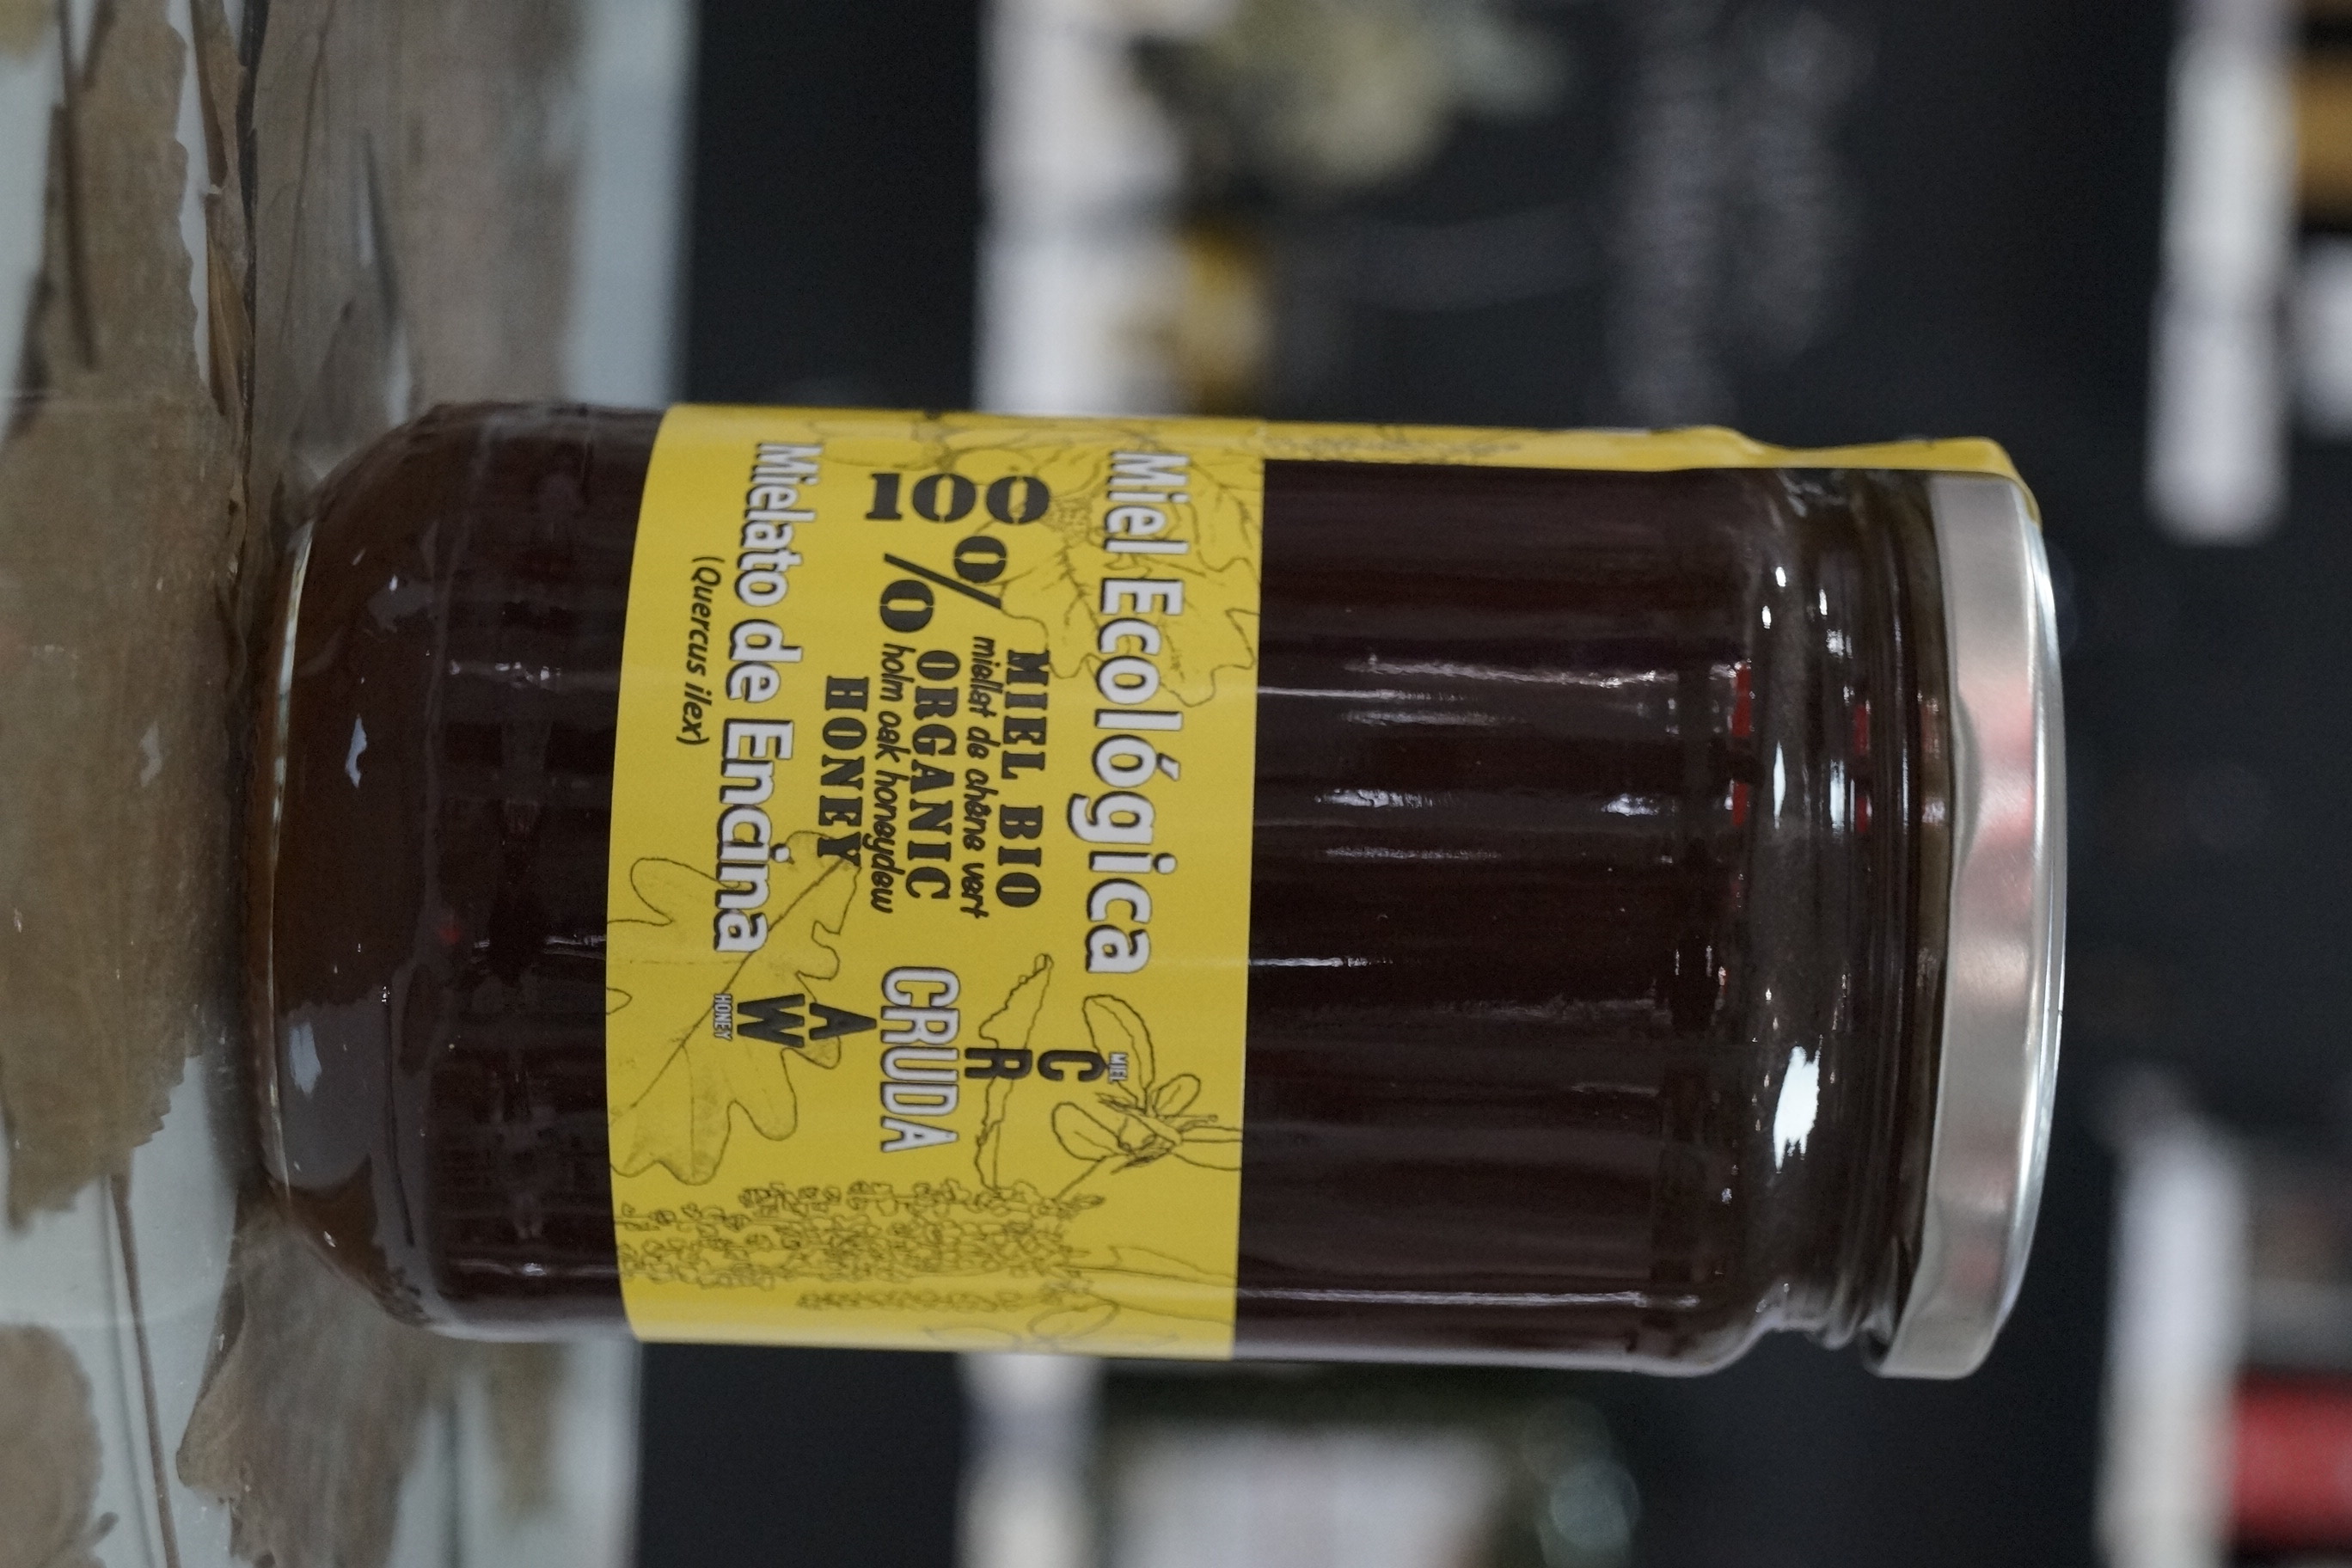 Miel Ecológica
100%
MIEL BIO
miellat de chêne vert
ORGANIC
holm oak honeydew
HONEY
Mielato de Encina
(Quercus ilex)
MIEL
C
R
CRUDA
A
W
HONEY